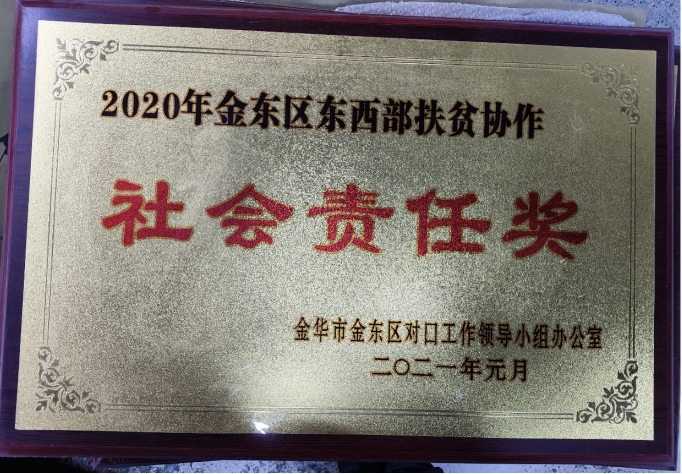 2020年金东区东西部扶贫协作
社会责任奖
金华市金东区对口工作领导小组办公室
二〇二一年元月